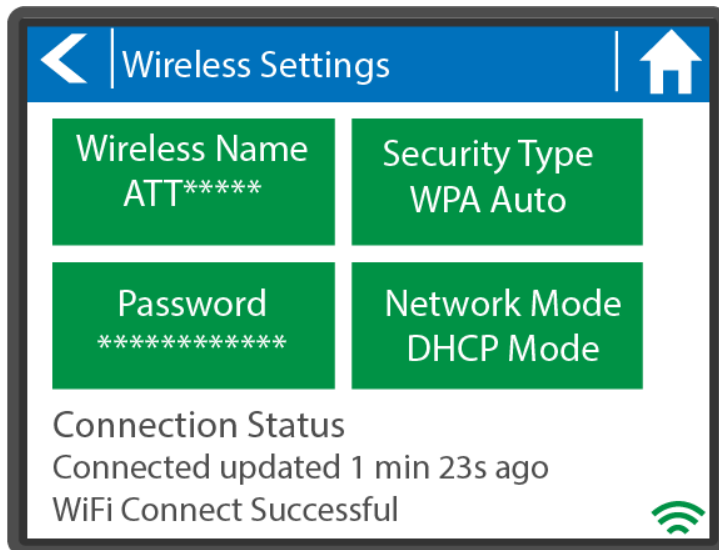 Wireless Settings
Wireless Name
ATT*****
Security Type
WPA Auto
Password
************
Network Mode
DHCP Mode
Connection Status
Connected updated 1 min 23s ago
WiFi Connect Successful